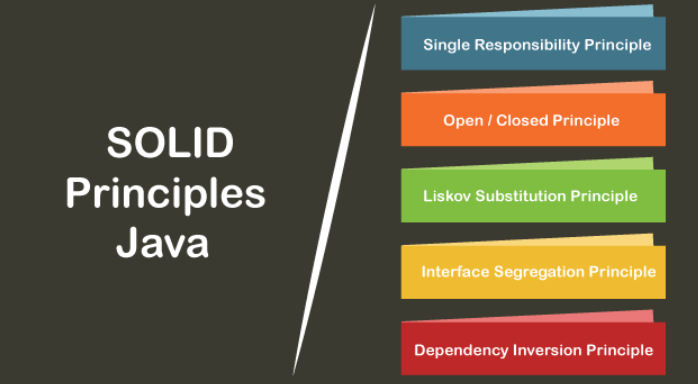 SOLID
Principles
Java
Single Responsibility Principle
Open / Closed Principle
Liskov Substitution Principle
Interface Segregation Principle
Dependency Inversion Principle